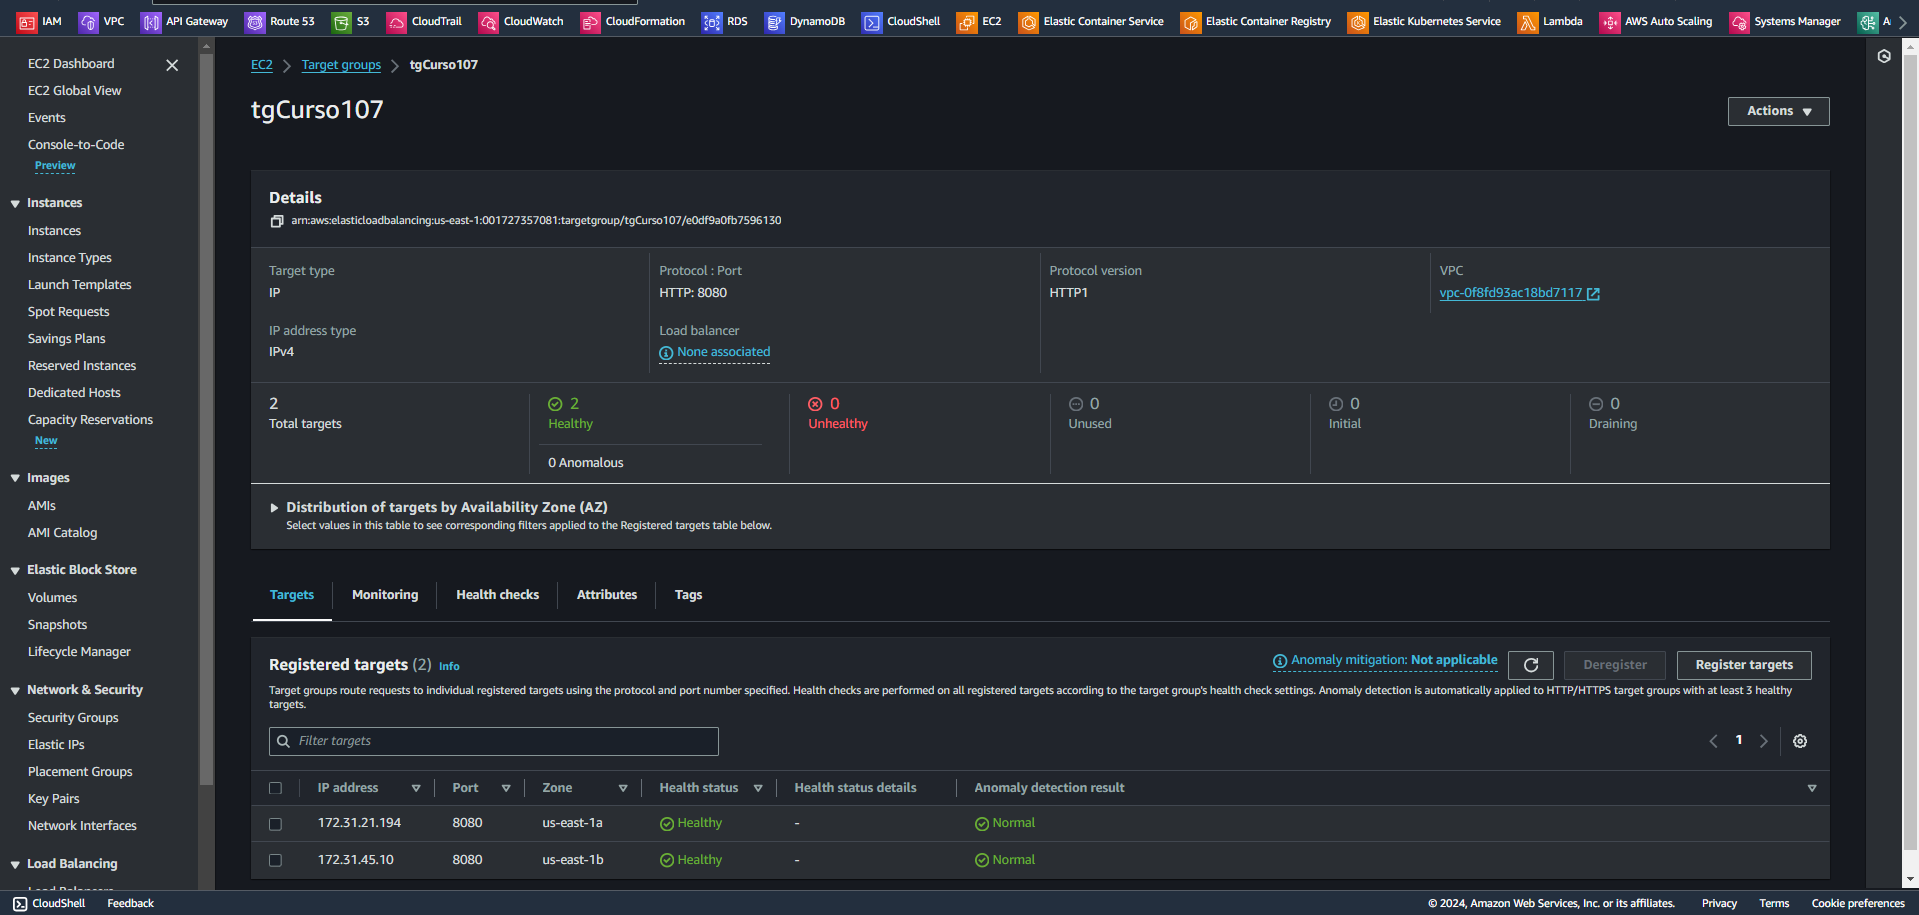 IAM VPC API Gateway Route 53 S3 CloudTrail CloudWatch CloudFormation RDS DynamoDB CloudShell EC2 Elastic Container Service Elastic Container Registry Elastic Kubernetes Service Lambda AWS Auto Scaling Systems Manager
EC2 Dashboard
EC2 Global View
Events
Console-to-Code
Preview
Instances
Instances
Instance Types
Launch Templates
Spot Requests
Savings Plans
Reserved Instances
Dedicated Hosts
Capacity Reservations
New
Images
AMIs
AMI Catalog
Elastic Block Store
Volumes
Snapshots
Lifecycle Manager
Network & Security
Security Groups
Elastic IPs
Placement Groups
Key Pairs
Network Interfaces
Load Balancing
Load Balancers
EC2 Target groups tgCurso107
tgCurso107
Actions
Details
arn:aws:elasticloadbalancing:us-east-1:001727357081:targetgroup/tgCurso107/e0df9a0fb7596130
Target type
IP
Protocol : Port
HTTP: 8080
Protocol version
HTTP1
VPC
vpc-0f8fd93ac18bd7117
IP address type
IPv4
Load balancer
None associated
2
Total targets
2
Healthy
0 Anomalous
0
Unhealthy
0
Unused
0
Initial
0
Draining
Distribution of targets by Availability Zone (AZ)
Select values in this table to see corresponding filters applied to the Registered targets table below.
Targets Monitoring Health checks Attributes Tags
Registered targets (2) Info
Anomaly mitigation: Not applicable
Deregister
Register targets
Target groups route requests to individual registered targets using the protocol and port number specified. Health checks are performed on all registered targets according to the target group's health check settings. Anomaly detection is automatically applied to HTTP/HTTPS target groups with at least 3 healthy
targets.
Filter targets
1
IP address Port Zone Health status Health status details Anomaly detection result
172.31.21.194 8080 us-east-1a Healthy - Normal
172.31.45.10 8080 us-east-1b Healthy - Normal
CloudShell Feedback © 2024, Amazon Web Services, Inc. or its affiliates. Privacy Terms Cookie preferences